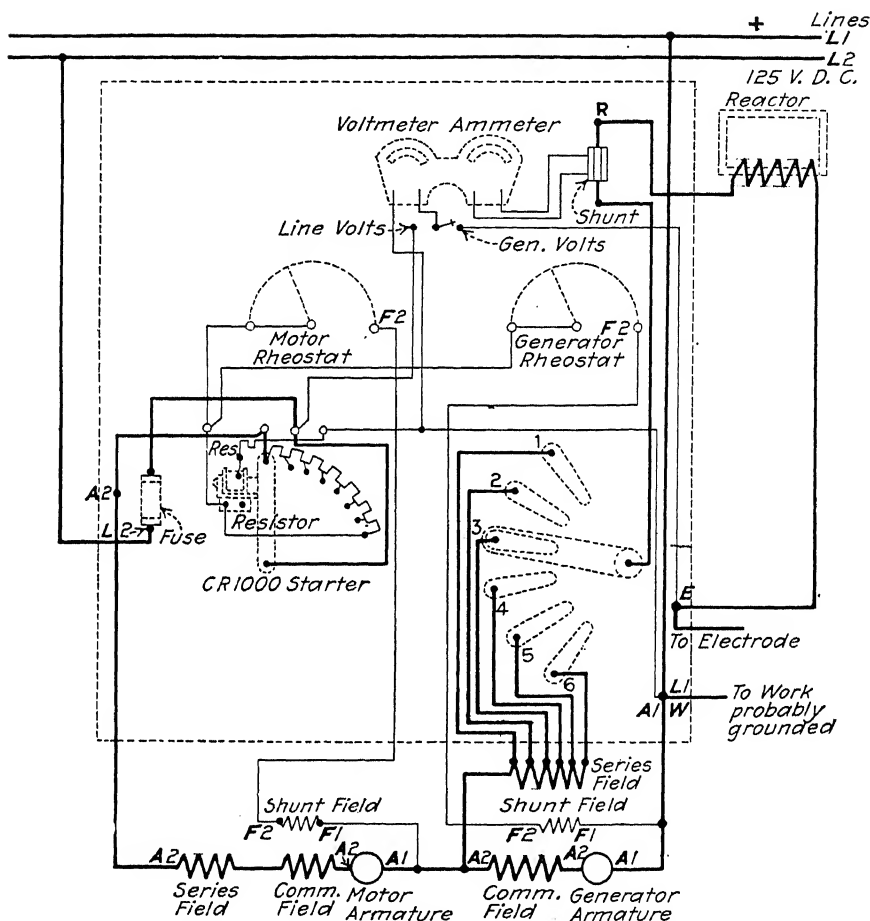 + Lines
L1
L2
125 V. D. C.
Reactor
R
Voltmeter Ammeter
Shunt
Line Volts
Gen. Volts
F2
Motor
Rheostat
F2
Generator
Rheostat
1
Res.
2
A2
Resistor
3
L2
Fuse
CR1000 Starter
4
E
To Electrode
5
6
L1
To Work
A1 W
probably
grounded
Series
Field
Shunt Field
Shunt Field
F2 F1
F2 F1
A2
A2 A1
A2
A2 A1
Series
Field
Comm.
Field
Motor
Armature
Comm.
Field
Generator
Armature